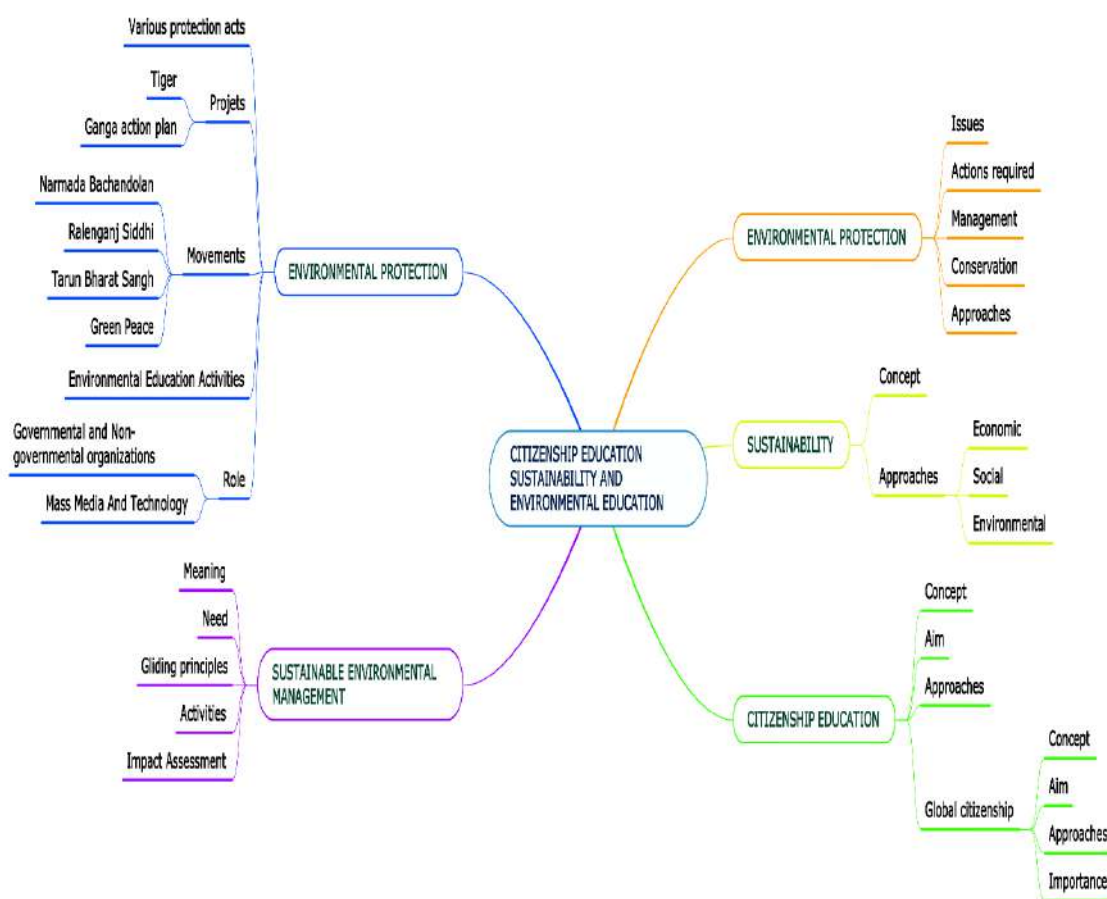 Various protection acts
Tiger
Projets
Ganga action plan
Narmada Bachandolan
Ralenganj Siddhi
Movements
Tarun Bharat Sangh
Green Peace
ENVIRONMENTAL PROTECTION
Environmental Education Activities
Governmental and Non-
governmental organizations
Role
Mass Media And Technology
Meaning
Need
Gliding principles
Activities
Impact Assessment
SUSTAINABLE ENVIRONMENTAL
MANAGEMENT
CITIZENSHIP EDUCATION
SUSTAINABILITY AND
ENVIRONMENTAL EDUCATION
ENVIRONMENTAL PROTECTION
Issues
Actions required
Management
Conservation
Approaches
SUSTAINABILITY
Concept
Approaches
Economic
Social
Environmental
CITIZENSHIP EDUCATION
Concept
Aim
Approaches
Global citizenship
Concept
Aim
Approaches
Importance